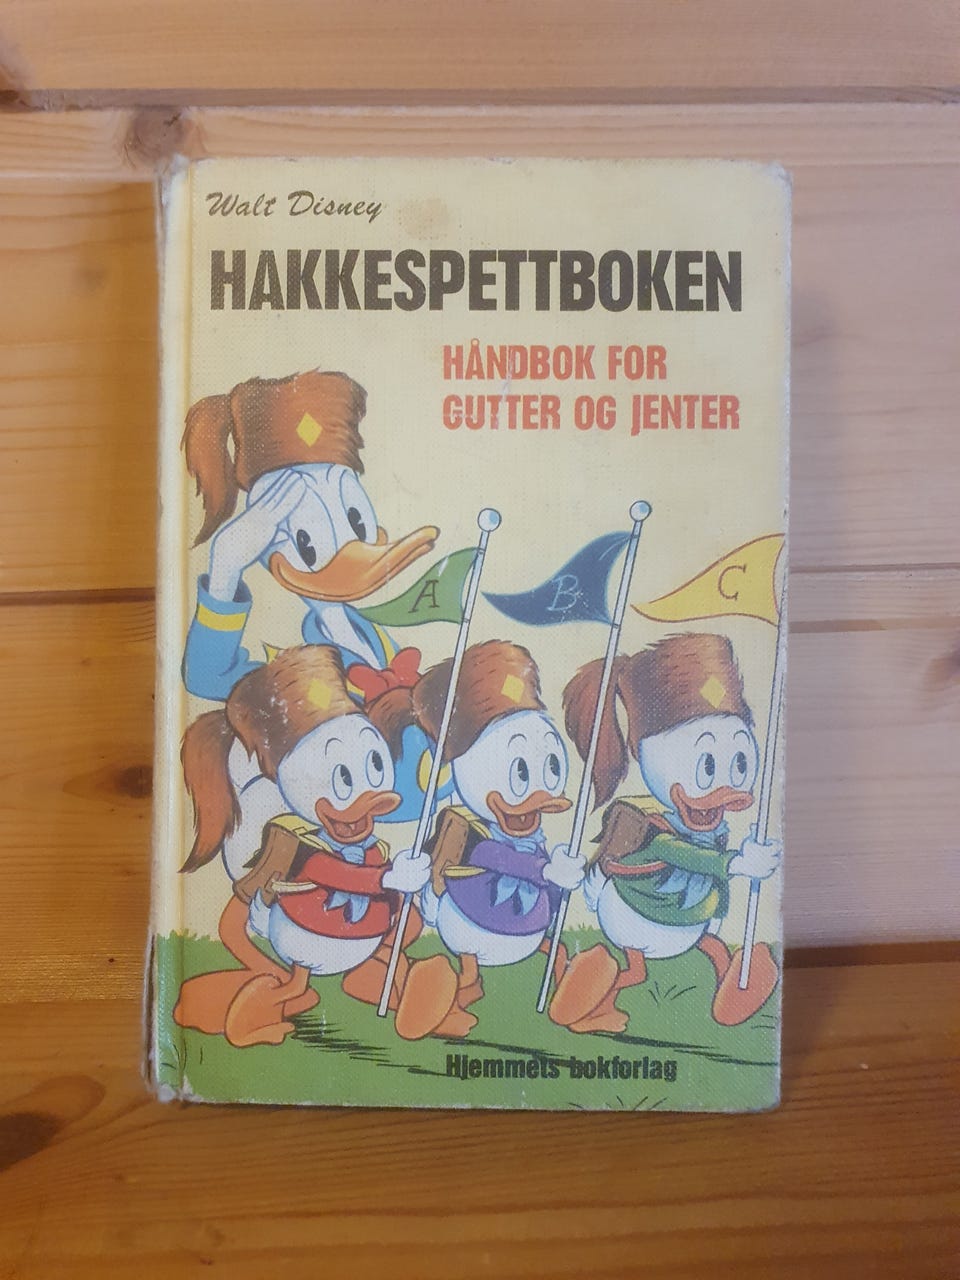 Walt Disney
HAKKESPETTBOKEN
HÅNDBOK FOR
GUTTER OG JENTER
A
B
C
Hjemmets bokforlag